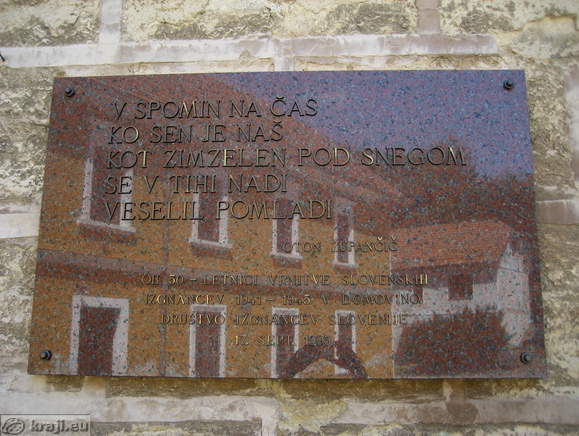 V SPOMIN NA ČAS
KO SEN JE NAŠ
KOT ZIMZELEN POD SNEGOM
SE V TIHI NADI
VESELIL POMLADI
OTON ŽUPANČIČ
OB 50 - LETNICI VRNITVE SLOVENSKIH
IZGNANCEV 1941 - 1945 V DOMOVINO
DRUŠTVO IZGNANCEV SLOVENIJE
17. SEPT.
kraji.eu